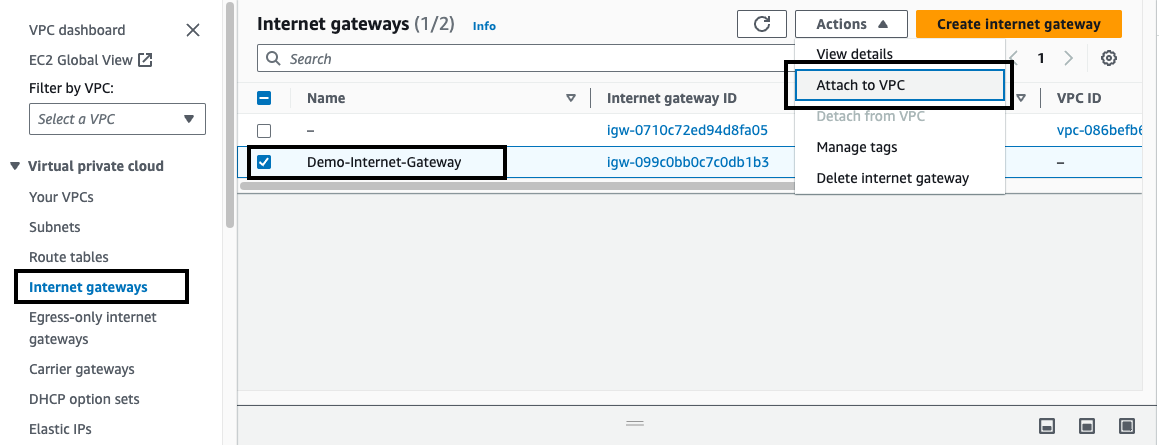 VPC dashboard
EC2 Global View
Filter by VPC:
Select a VPC
Virtual private cloud
Your VPCs
Subnets
Route tables
Internet gateways
Egress-only internet
gateways
Carrier gateways
DHCP option sets
Elastic IPs
Internet gateways (1/2) Info
Actions
Create internet gateway
Search
1
View details
Attach to VPC
Detach from VPC
Manage tags
Delete internet gateway
Name Internet gateway ID VPC ID
– igw-0710c72ed94d8fa05 vpc-086befb6
Demo-Internet-Gateway igw-099c0bb0c7c0db1b3 –